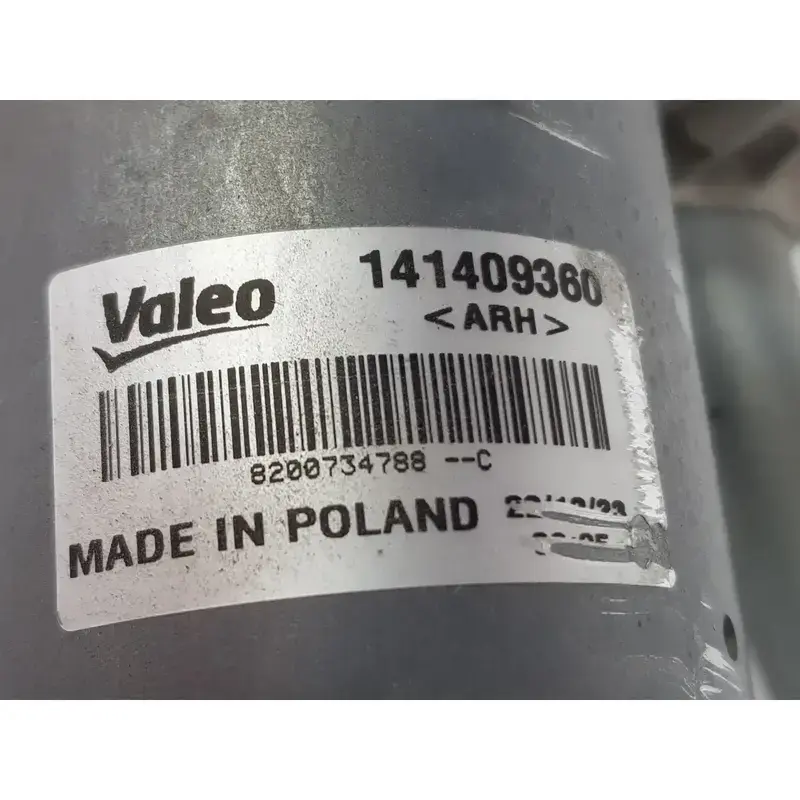 Valeo
141409360
<ARH>
8200734788 --C
MADE IN POLAND